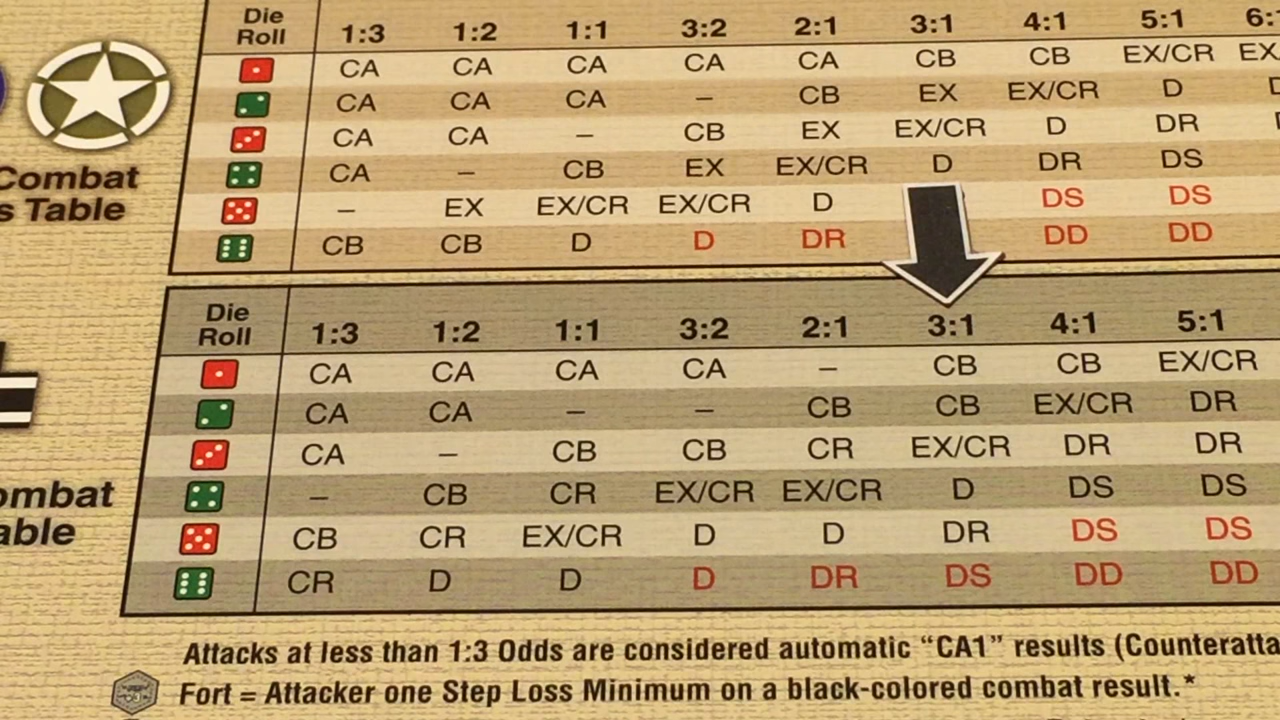 Die Roll 1:3 1:2 1:1 3:2 2:1 3:1 4:1 5:1
CA CA CA CA CA CB CB EX/CR EX
CA CA CA – CB EX EX/CR D
CA CA – CB EX EX/CR D DR
CA – CB EX EX/CR D DR DS
– EX EX/CR EX/CR D DS DS
CB CB D D DR DD DD
Combat
s Table
Die Roll 1:3 1:2 1:1 3:2 2:1 3:1 4:1 5:1
CA CA CA CA – CB CB EX/CR
CA CA – – CB CB EX/CR DR
CA – CB CB CR EX/CR DR DR
– CB CR EX/CR EX/CR D DS DS
CB CR EX/CR D D DR DS DS
CR D D D DR DS DD DD
ombat
able
Attacks at less than 1:3 Odds are considered automatic “CA1” results (Counteratta
Fort = Attacker one Step Loss Minimum on a black-colored combat result.*